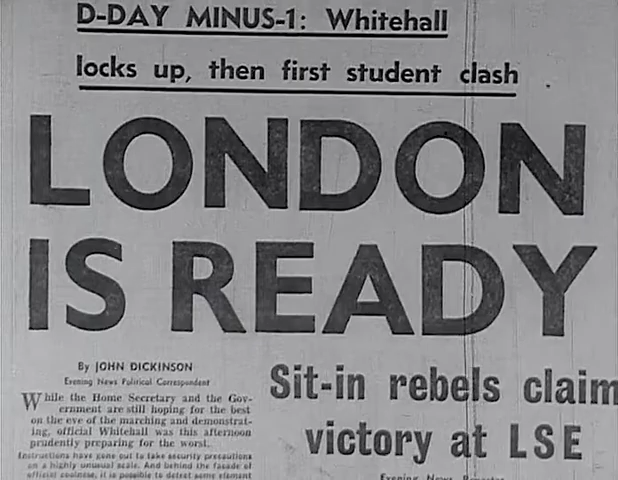 D-DAY MINUS-1: Whitehall
locks up, then first student clash
LONDON
IS READY
By JOHN DICKINSON
Evening News Political Correspondent
While the Home Secretary and the Gov-
ernment are still hoping for the best
on the eve of the marching and demonstrat-
ing, official Whitehall was this afternoon
prudently preparing for the worst.
Instructions have gone out to take security precautions
on a highly unusual scale. And behind the facade of
official coolness, it is possible to detect some
Sit-in rebels claim
victory at LSE
Evening News Reporter